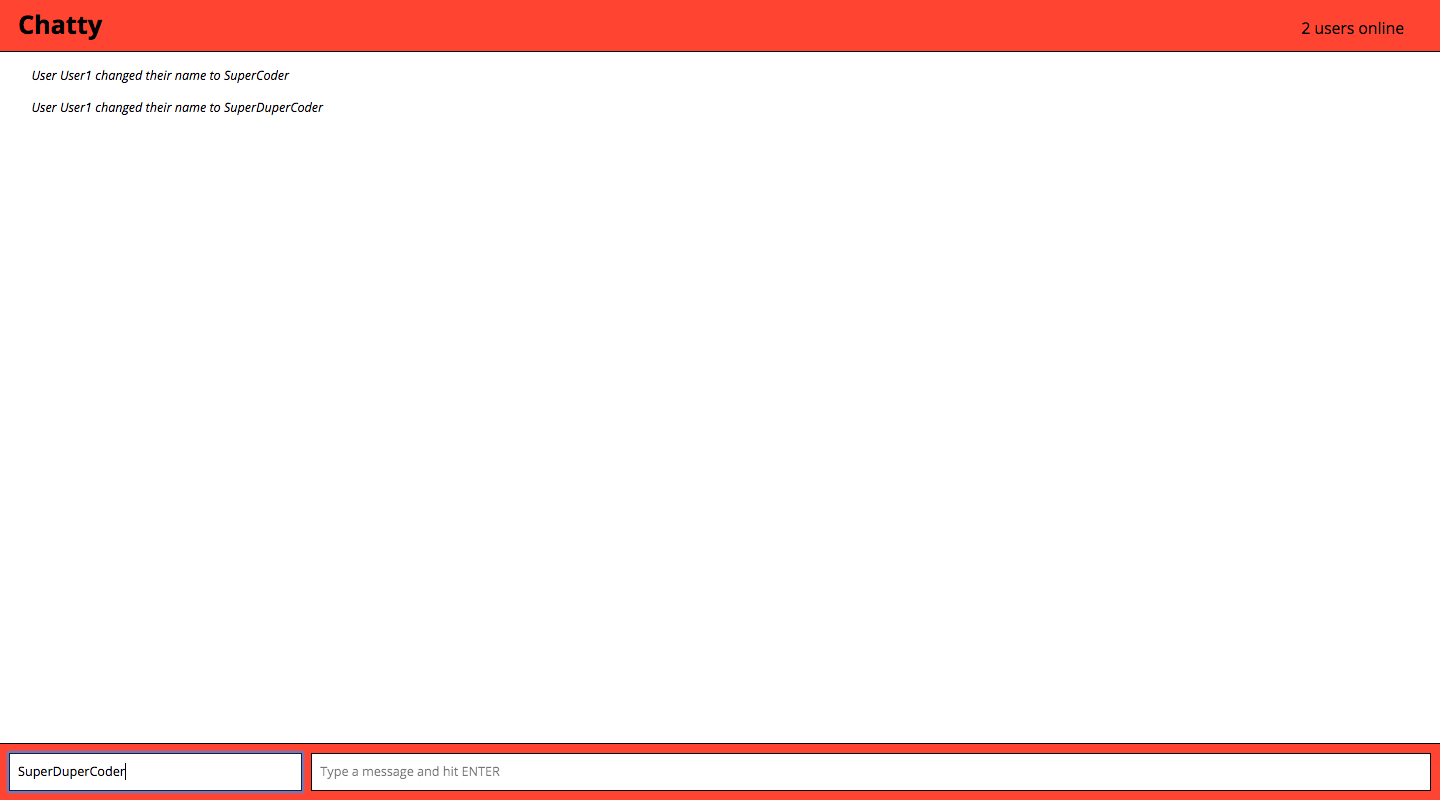 Chatty
2 users online
User User1 changed their name to SuperCoder
User User1 changed their name to SuperDuperCoder
SuperDuperCoder
Type a message and hit ENTER